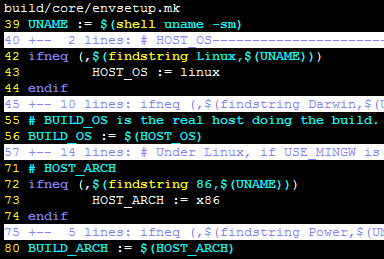 build/core/envsetup.mk
39 UNAME := $(shell uname -sm)
40 +-- 2 lines: # HOST_OS-----------------------
42 ifneq (,$(findstring Linux,$(UNAME)))
43 HOST_OS := linux
44 endif
45 +-- 10 lines: ifneq (,$(findstring Darwin,$(U
55 # BUILD_OS is the real host doing the build.
56 BUILD_OS := $(HOST_OS)
57 +-- 14 lines: # Under Linux, if USE_MINGW is
71 # HOST_ARCH
72 ifneq (,$(findstring 86,$(UNAME)))
73 HOST_ARCH := x86
74 endif
75 +-- 5 lines: ifneq (,$(findstring Power,$(UN
80 BUILD_ARCH := $(HOST_ARCH)